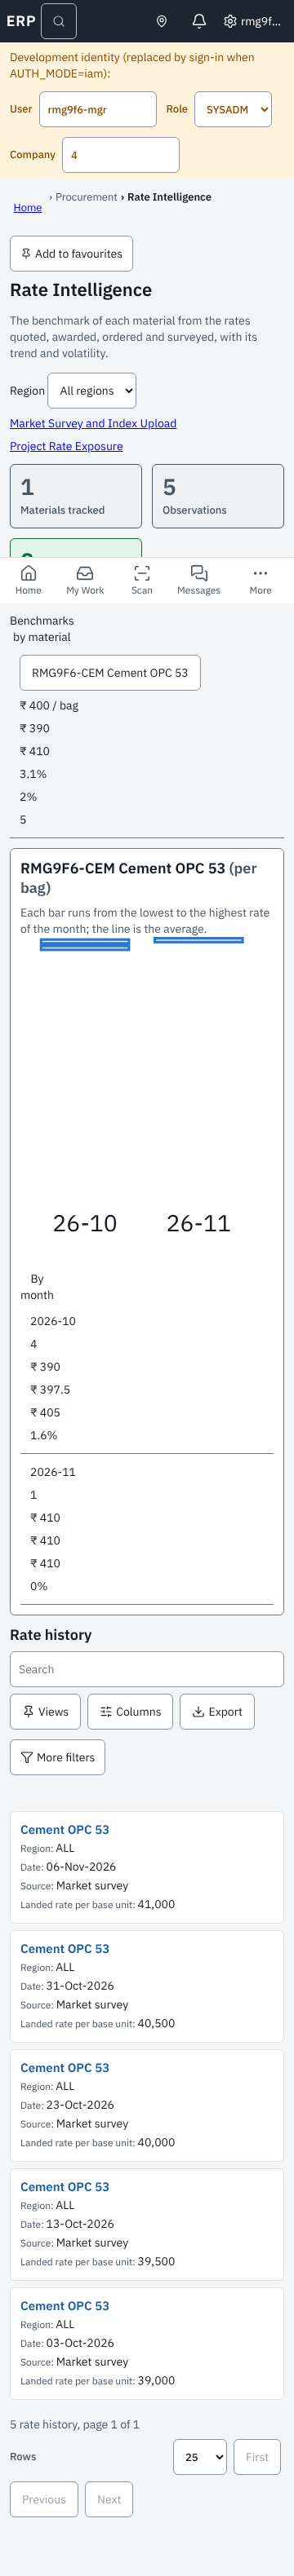 ERP
rmg9f...
Development identity (replaced by sign-in when
AUTH_MODE=iam):
User rmg9f6-mgr Role SYSADM
Company 4
Home › Procurement › Rate Intelligence
Add to favourites
Rate Intelligence
The benchmark of each material from the rates
quoted, awarded, ordered and surveyed, with its
trend and volatility.
Region All regions
Market Survey and Index Upload
Project Rate Exposure
1
Materials tracked
5
Observations
Home
My Work
Scan
Messages
More
Benchmarks
by material
RMG9F6-CEM Cement OPC 53
₹ 400 / bag
₹ 390
₹ 410
3.1%
2%
5
RMG9F6-CEM Cement OPC 53 (per
bag)
Each bar runs from the lowest to the highest rate
of the month; the line is the average.
26-10 26-11
By
month
2026-10
4
₹ 390
₹ 397.5
₹ 405
1.6%
2026-11
1
₹ 410
₹ 410
₹ 410
0%
Rate history
Search
Views
Columns
Export
More filters
Cement OPC 53
Region: ALL
Date: 06-Nov-2026
Source: Market survey
Landed rate per base unit: 41,000
Cement OPC 53
Region: ALL
Date: 31-Oct-2026
Source: Market survey
Landed rate per base unit: 40,500
Cement OPC 53
Region: ALL
Date: 23-Oct-2026
Source: Market survey
Landed rate per base unit: 40,000
Cement OPC 53
Region: ALL
Date: 13-Oct-2026
Source: Market survey
Landed rate per base unit: 39,500
Cement OPC 53
Region: ALL
Date: 03-Oct-2026
Source: Market survey
Landed rate per base unit: 39,000
5 rate history, page 1 of 1
Rows 25 First
Previous Next